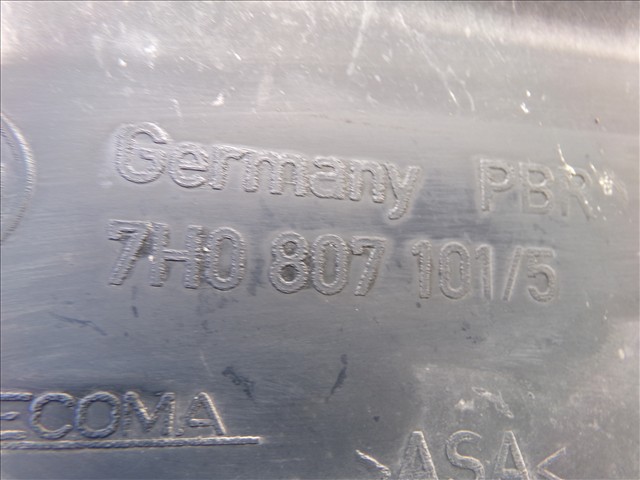 Germany PBR
7H0 807 101/5
ECOMA
>ASA<